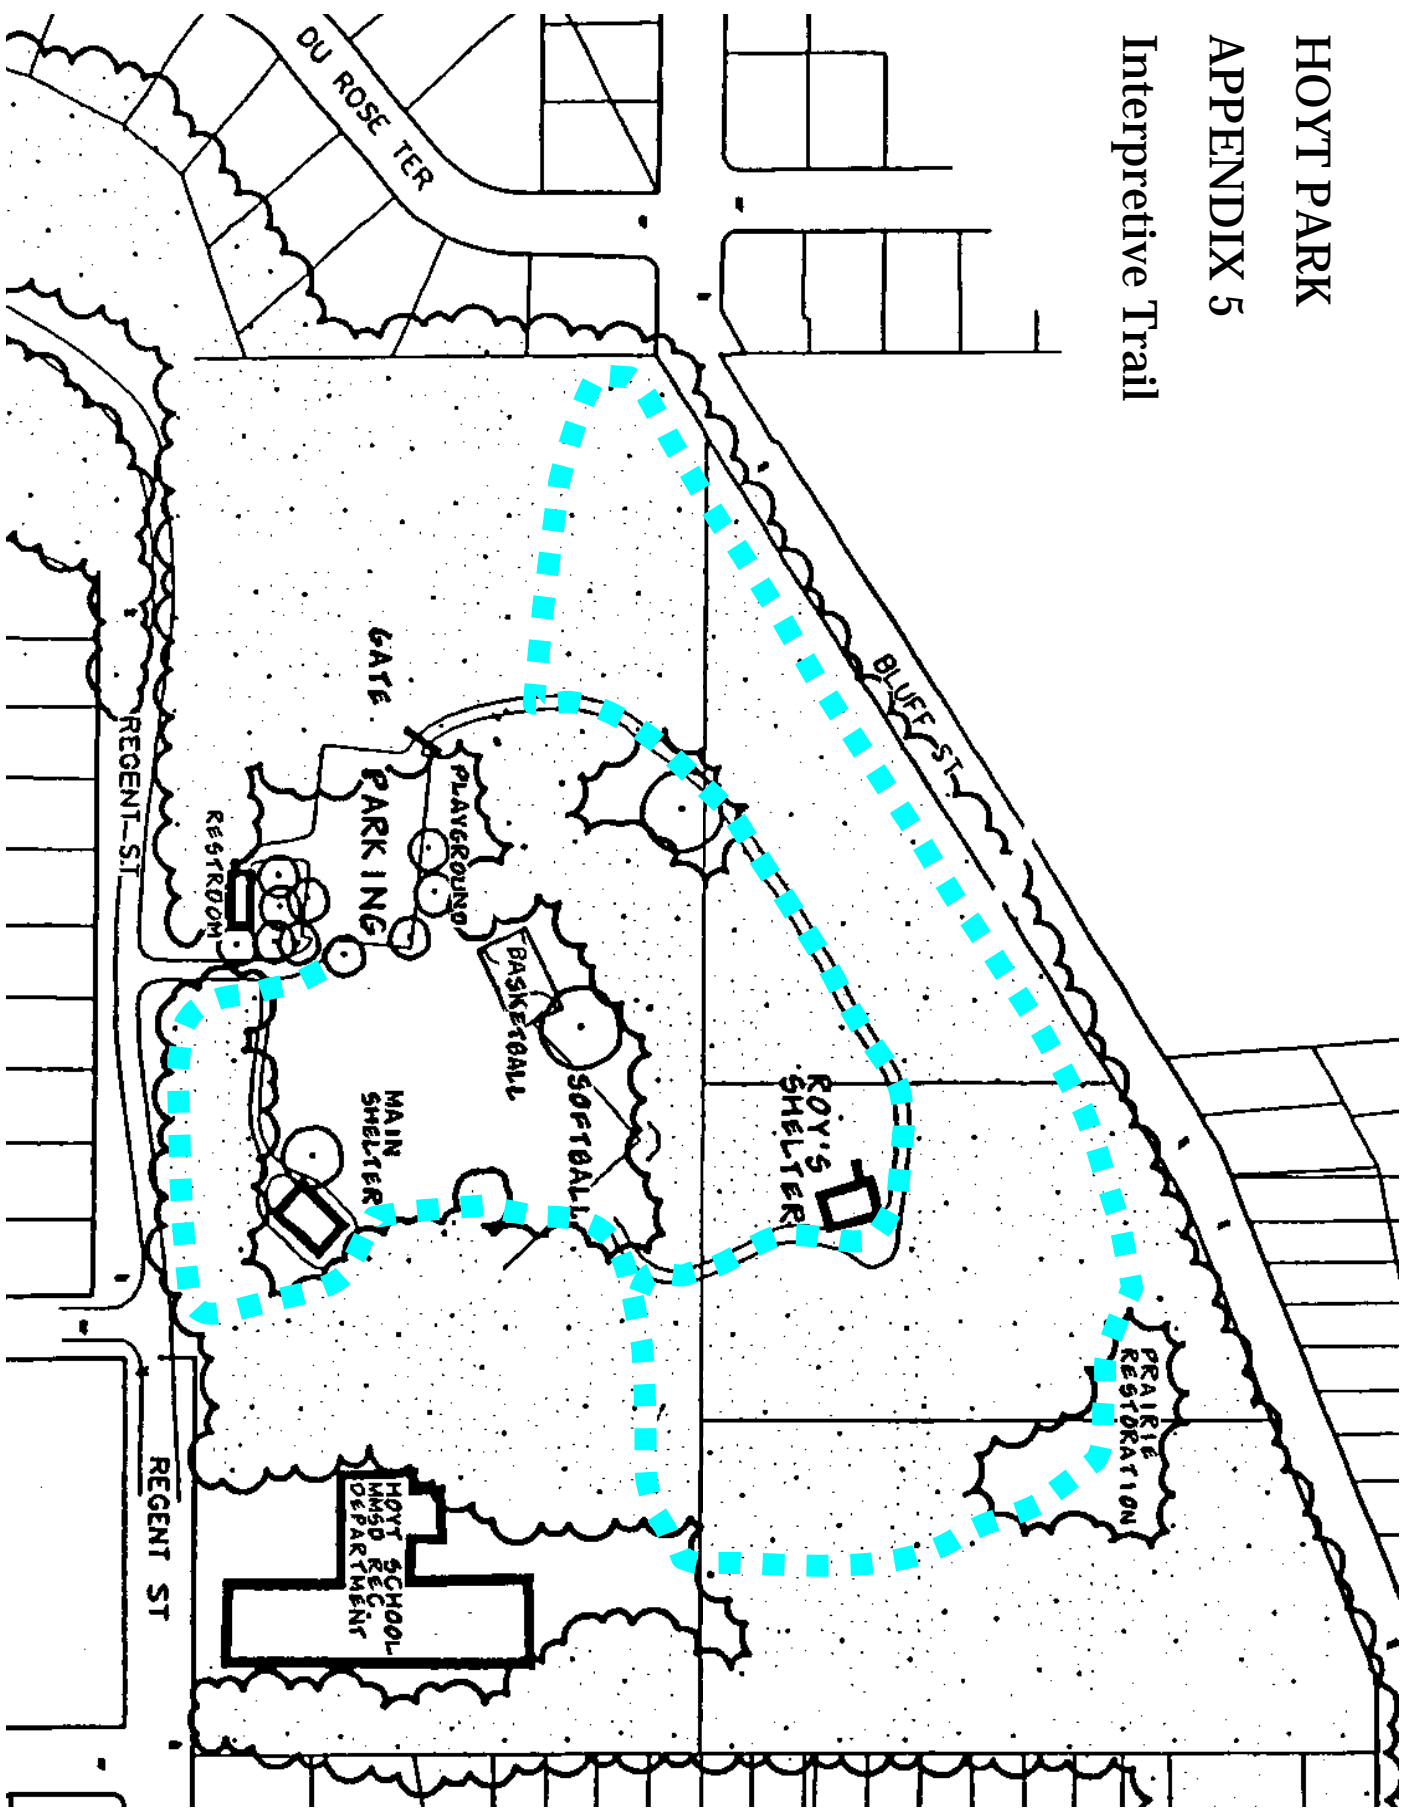 HOYT PARK
APPENDIX 5
Interpretive Trail
DU ROSE TER
BLUFF ST
GATE
PARKING
PLAYGROUND
RESTROOM
REGENT ST
BASKETBALL
SOFTBALL
MAIN
SHELTER
ROY'S
SHELTER
PRAIRIE
RESTORATION
HOYT SCHOOL
MMSD REC.
DEPARTMENT
REGENT ST